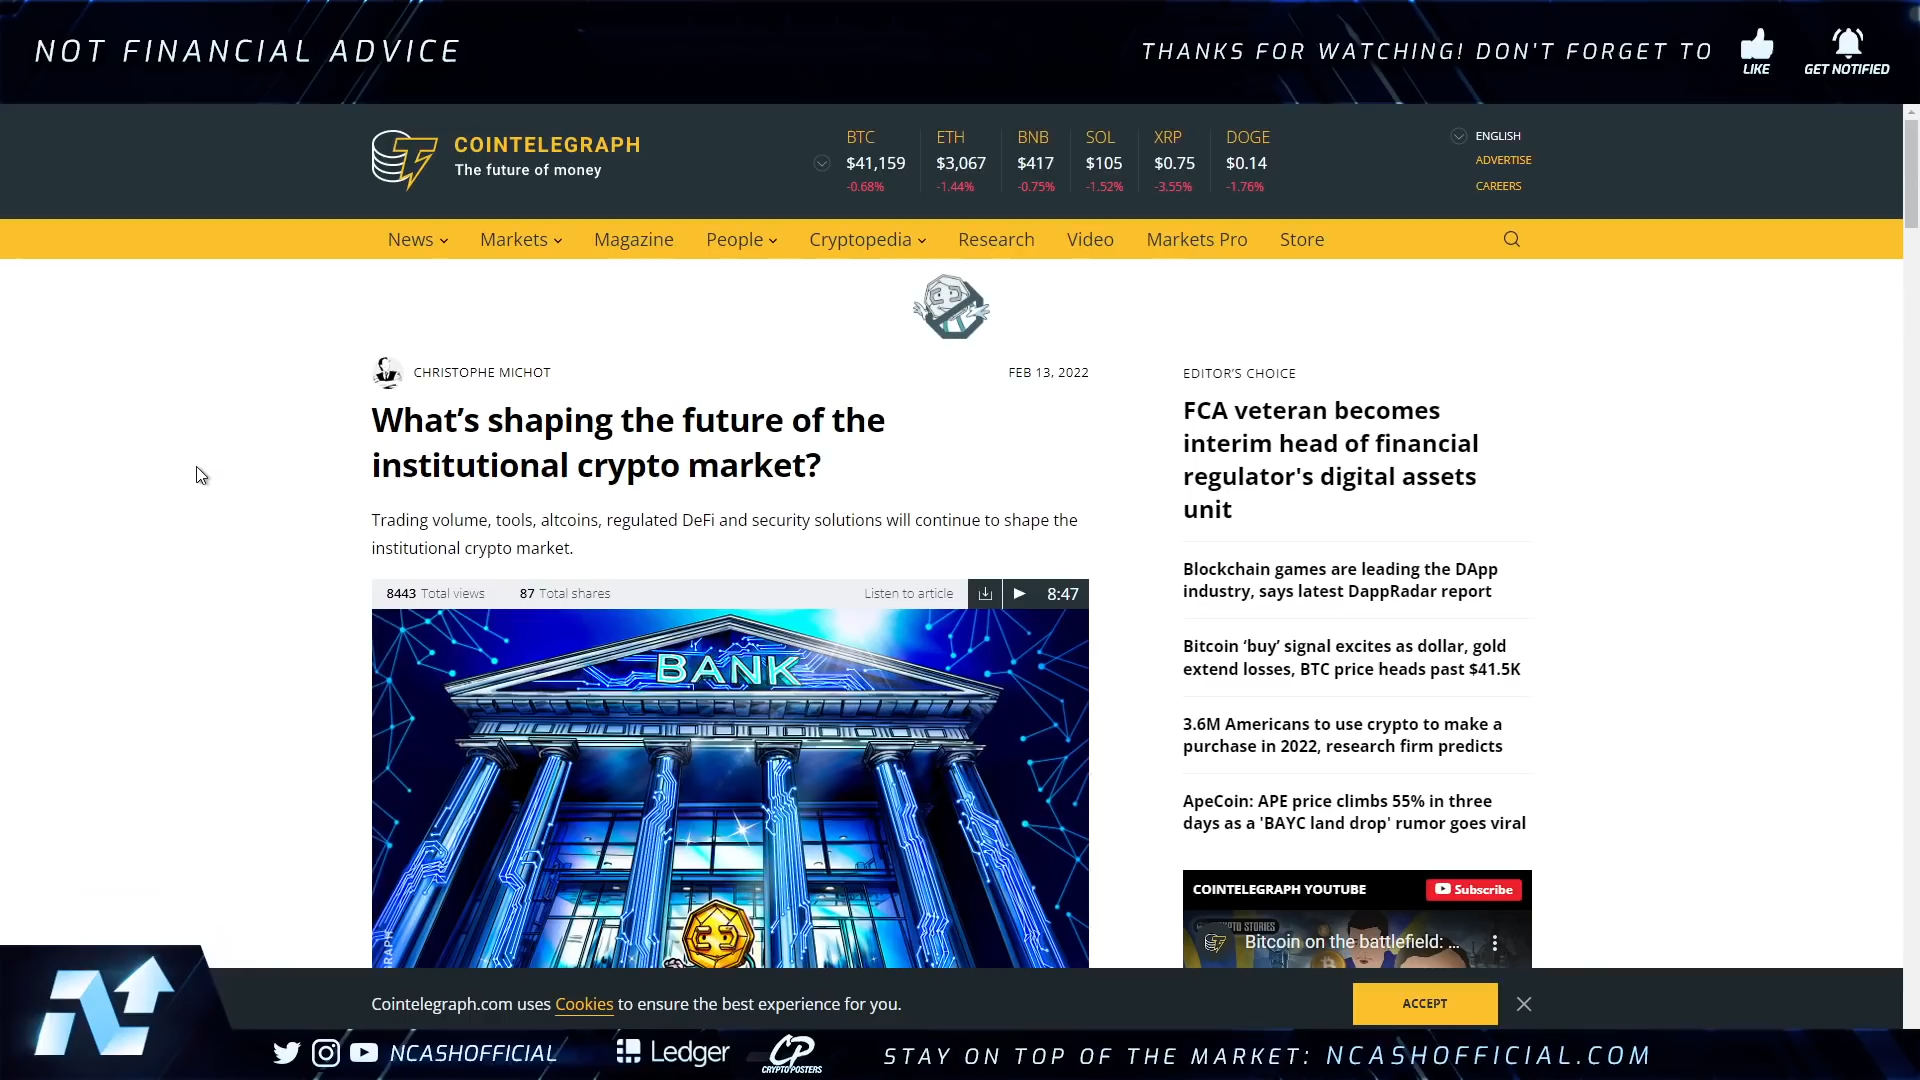 NOT FINANCIAL ADVICE
THANKS FOR WATCHING! DON'T FORGET TO
LIKE
GET NOTIFIED
COINTELEGRAPH
The future of money
BTC
$41,159
-0.68%
ETH
$3,067
-1.44%
BNB
$417
-0.75%
SOL
$105
-1.52%
XRP
$0.75
-3.55%
DOGE
$0.14
-1.76%
ENGLISH
ADVERTISE
CAREERS
News Markets Magazine People Cryptopedia Research Video Markets Pro Store
CHRISTOPHE MICHOT
FEB 13, 2022
What's shaping the future of the
institutional crypto market?
Trading volume, tools, altcoins, regulated DeFi and security solutions will continue to shape the
institutional crypto market.
8443 Total views 87 Total shares Listen to article 8:47
BANK
EDITOR'S CHOICE
FCA veteran becomes
interim head of financial
regulator's digital assets
unit
Blockchain games are leading the DApp
industry, says latest DappRadar report
Bitcoin ‘buy’ signal excites as dollar, gold
extend losses, BTC price heads past $41.5K
3.6M Americans to use crypto to make a
purchase in 2022, research firm predicts
ApeCoin: APE price climbs 55% in three
days as a 'BAYC land drop' rumor goes viral
COINTELEGRAPH YOUTUBE
Subscribe
STORIES
Bitcoin on the battlefield: ...
Cointelegraph.com uses Cookies to ensure the best experience for you.
ACCEPT
NCASHOFFICIAL
Ledger
CP
CRYPTOPOSTERS
STAY ON TOP OF THE MARKET: NCASHOFFICIAL.COM